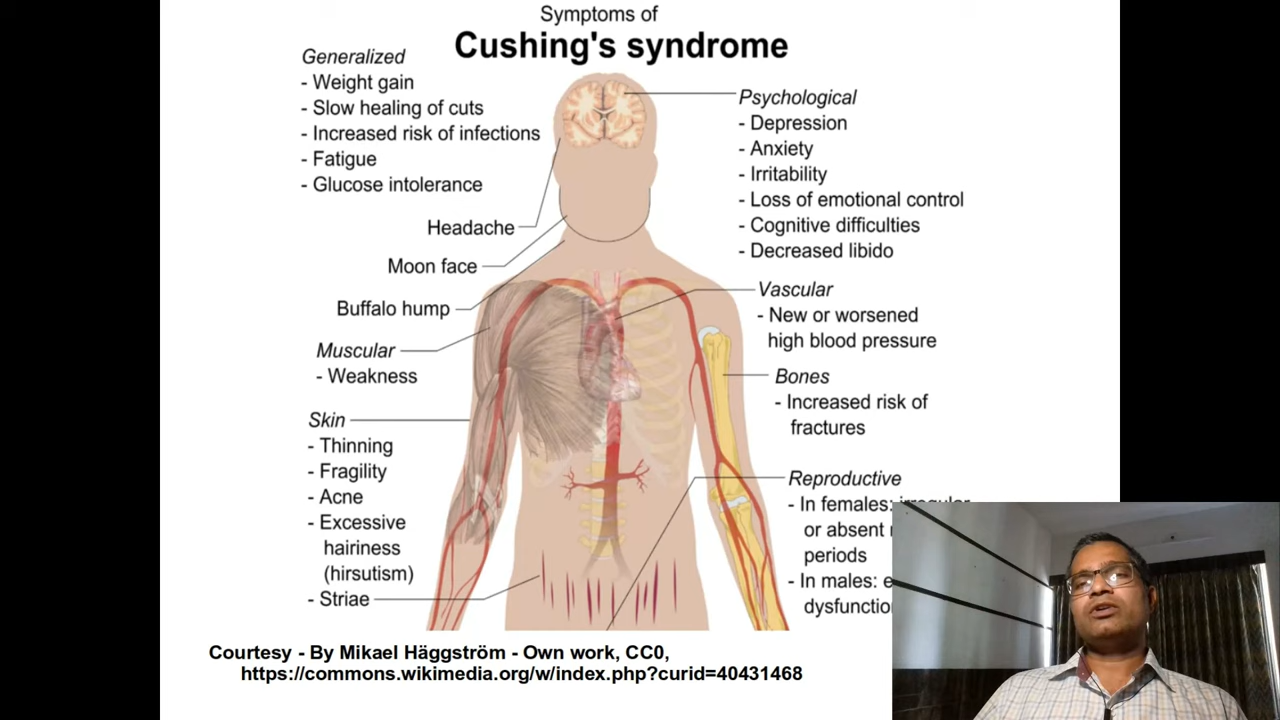 Symptoms of
Cushing's syndrome
Generalized
- Weight gain
- Slow healing of cuts
- Increased risk of infections
- Fatigue
- Glucose intolerance
Headache
Moon face
Buffalo hump
Muscular
- Weakness
Skin
- Thinning
- Fragility
- Acne
- Excessive
hairiness
(hirsutism)
- Striae
Psychological
- Depression
- Anxiety
- Irritability
- Loss of emotional control
- Cognitive difficulties
- Decreased libido
Vascular
- New or worsened
high blood pressure
Bones
- Increased risk of
fractures
Reproductive
- In females: irregular
or absent
periods
- In males:
Courtesy - By Mikael Häggström - Own work, CC0,
https://commons.wikimedia.org/w/index.php?curid=40431468